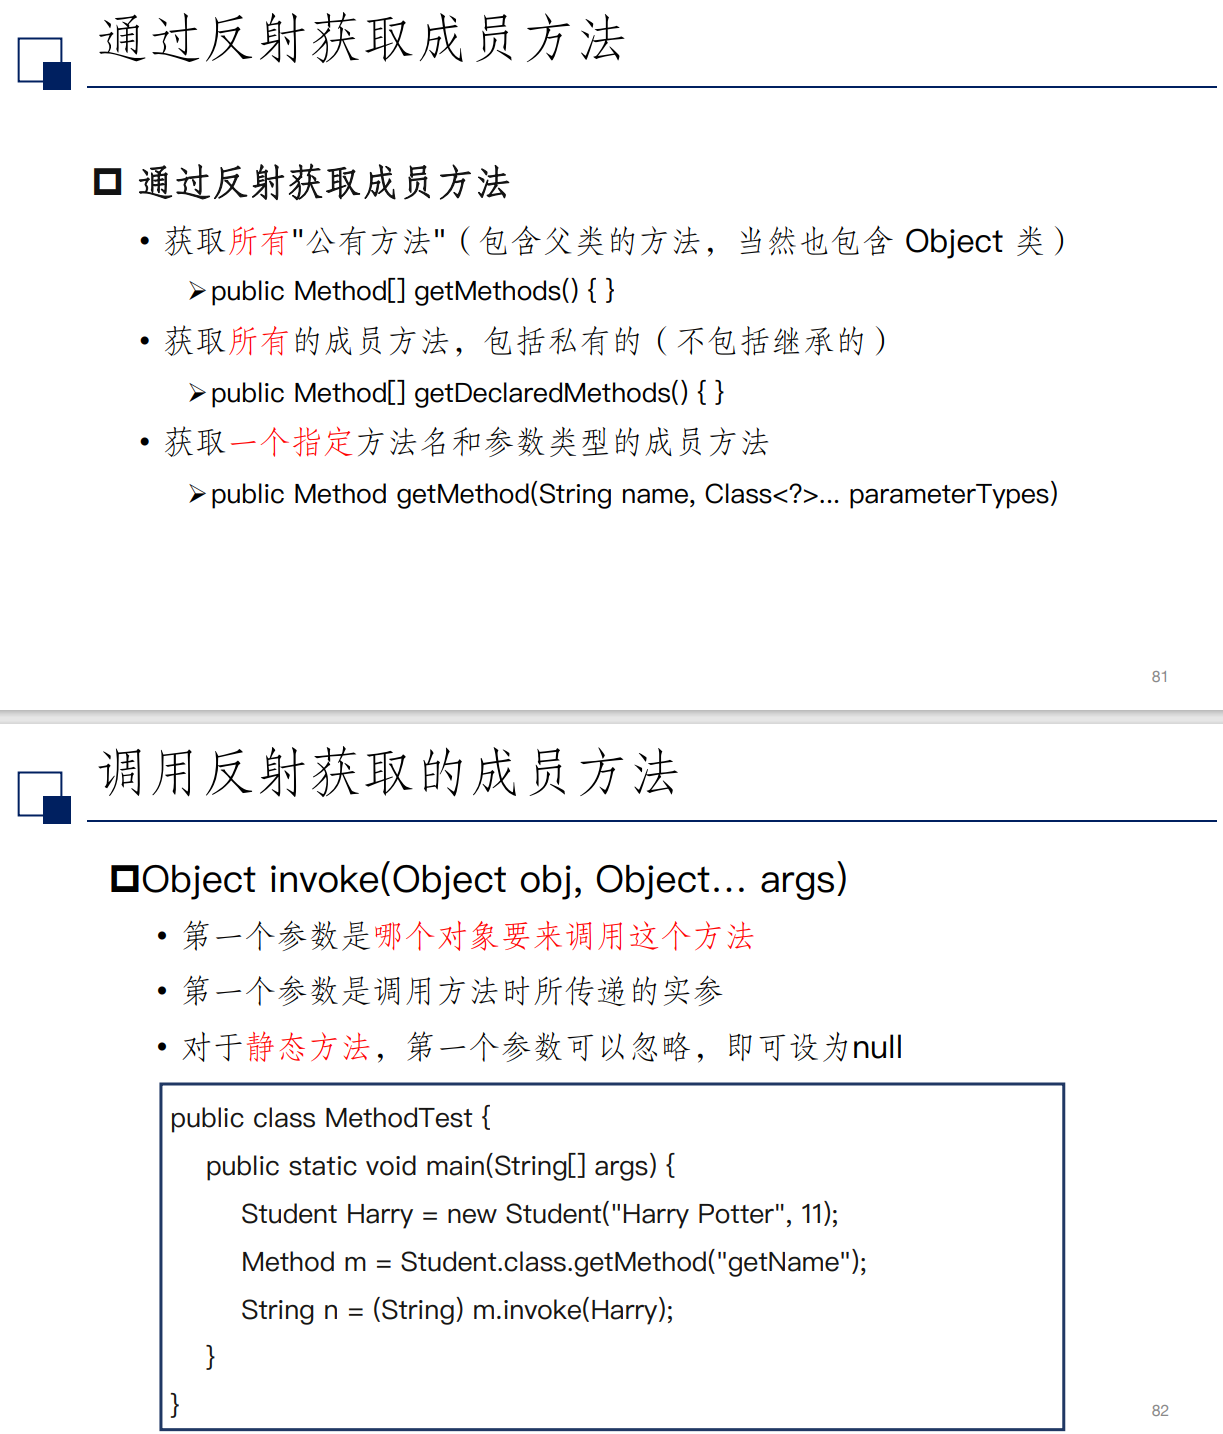 通过反射获取成员方法
通过反射获取成员方法
• 获取所有"公有方法"（包含父类的方法，当然也包含 Object 类）
➢public Method[] getMethods() { }
• 获取所有的成员方法，包括私有的（不包括继承的）
➢public Method[] getDeclaredMethods() { }
• 获取一个指定方法名和参数类型的成员方法
➢public Method getMethod(String name, Class<?>... parameterTypes)
81
调用反射获取的成员方法
Object invoke(Object obj, Object... args)
• 第一个参数是哪个对象要来调用这个方法
• 第一个参数是调用方法时所传递的实参
• 对于静态方法，第一个参数可以忽略，即可设为null
public class MethodTest {
public static void main(String[] args) {
Student Harry = new Student("Harry Potter", 11);
Method m = Student.class.getMethod("getName");
String n = (String) m.invoke(Harry);
}
}
82